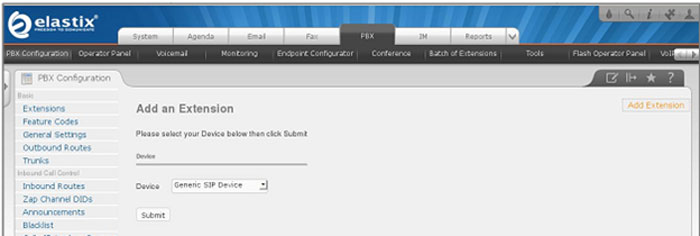 elastix®
FREEDOM TO COMMUNICATE
System Agenda Email Fax PBX IM Reports
PBX Configuration Operator Panel Voicemail Monitoring Endpoint Configurator Conference Batch of Extensions Tools Flash Operator Panel VoIP
PBX Configuration
Basic
Extensions
Feature Codes
General Settings
Outbound Routes
Trunks
Inbound Call Control
Inbound Routes
Zap Channel DIDs
Announcements
Blacklist
Add an Extension
Add Extension
Please select your Device below then click Submit
Device
Device Generic SIP Device
Submit